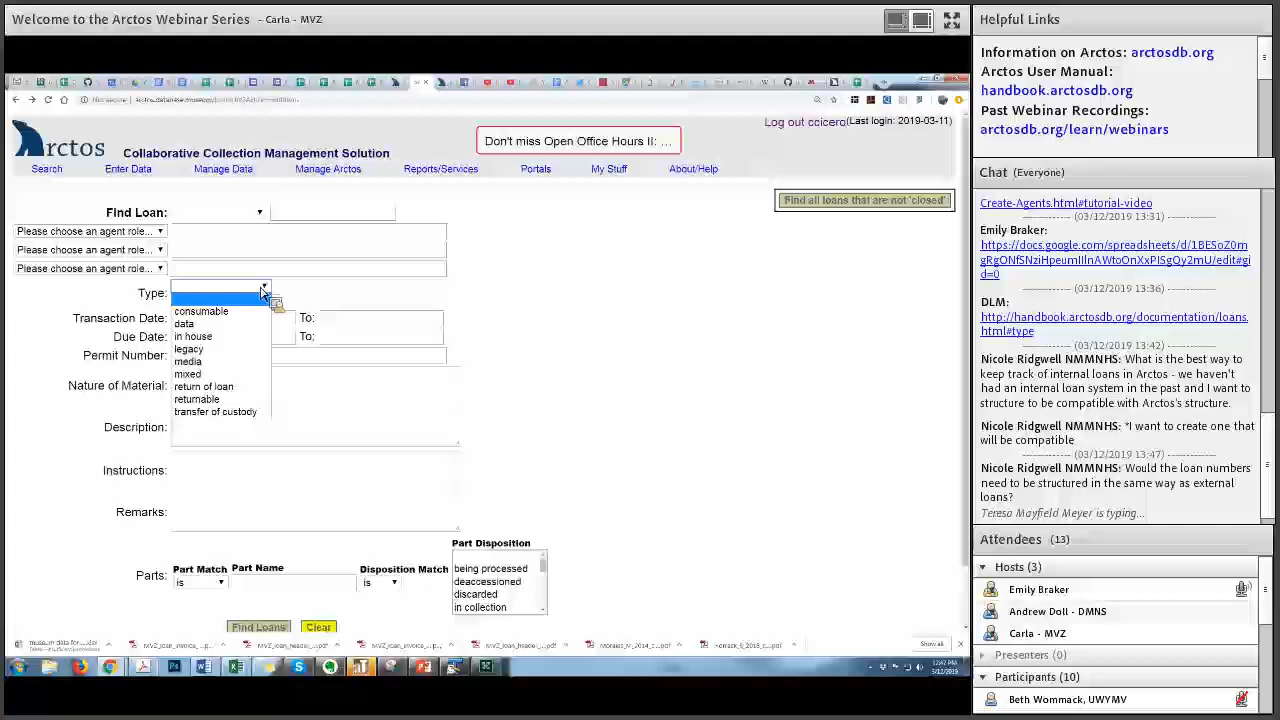 Welcome to the Arctos Webinar Series - Carla - MVZ
Log out ccicero (Last login: 2019-03-11)
Don't miss Open Office Hours II: ...
Arctos Collaborative Collection Management Solution
Search Enter Data Manage Data Manage Arctos Reports/Services Portals My Stuff About/Help
Find all loans that are not 'closed'
Find Loan:
Please choose an agent role...
Please choose an agent role...
Please choose an agent role...
Type:
consumable
data
in house
legacy
media
mixed
return of loan
returnable
transfer of custody
Transaction Date: To:
Due Date: To:
Permit Number:
Nature of Material:
Description:
Instructions:
Remarks:
Parts:
Part Match Part Name Disposition Match Part Disposition
is is
being processed
deaccessioned
discarded
in collection
Find Loans Clear
Show all
3/12/2019
Helpful Links
Information on Arctos: arctosdb.org
Arctos User Manual:
handbook.arctosdb.org
Past Webinar Recordings:
arctosdb.org/learn/webinars
Chat (Everyone)
Create-Agents.html#tutorial-video
(03/12/2019 13:31)
Emily Braker:
https://docs.google.com/spreadsheets/d/
#gi
d=0
(03/12/2019 13:36)
DLM:
http://handbook.arctosdb.org/documentation/loans.
html#type
(03/12/2019 13:42)
Nicole Ridgwell NMMNHS: What is the best way to
keep track of internal loans in Arctos - we haven't
had an internal loan system in the past and I want to
structure to be compatible with Arctos's structure.
Nicole Ridgwell NMMNHS: *I want to create one that
will be compatible
(03/12/2019 13:47)
Nicole Ridgwell NMMNHS: Would the loan numbers
need to be structured in the same way as external
loans?
Teresa Mayfield Meyer is typing...
Attendees (13)
Hosts (3)
Emily Braker
Andrew Doll - DMNS
Carla - MVZ
Presenters (0)
Participants (10)
Beth Wommack, UWYMV